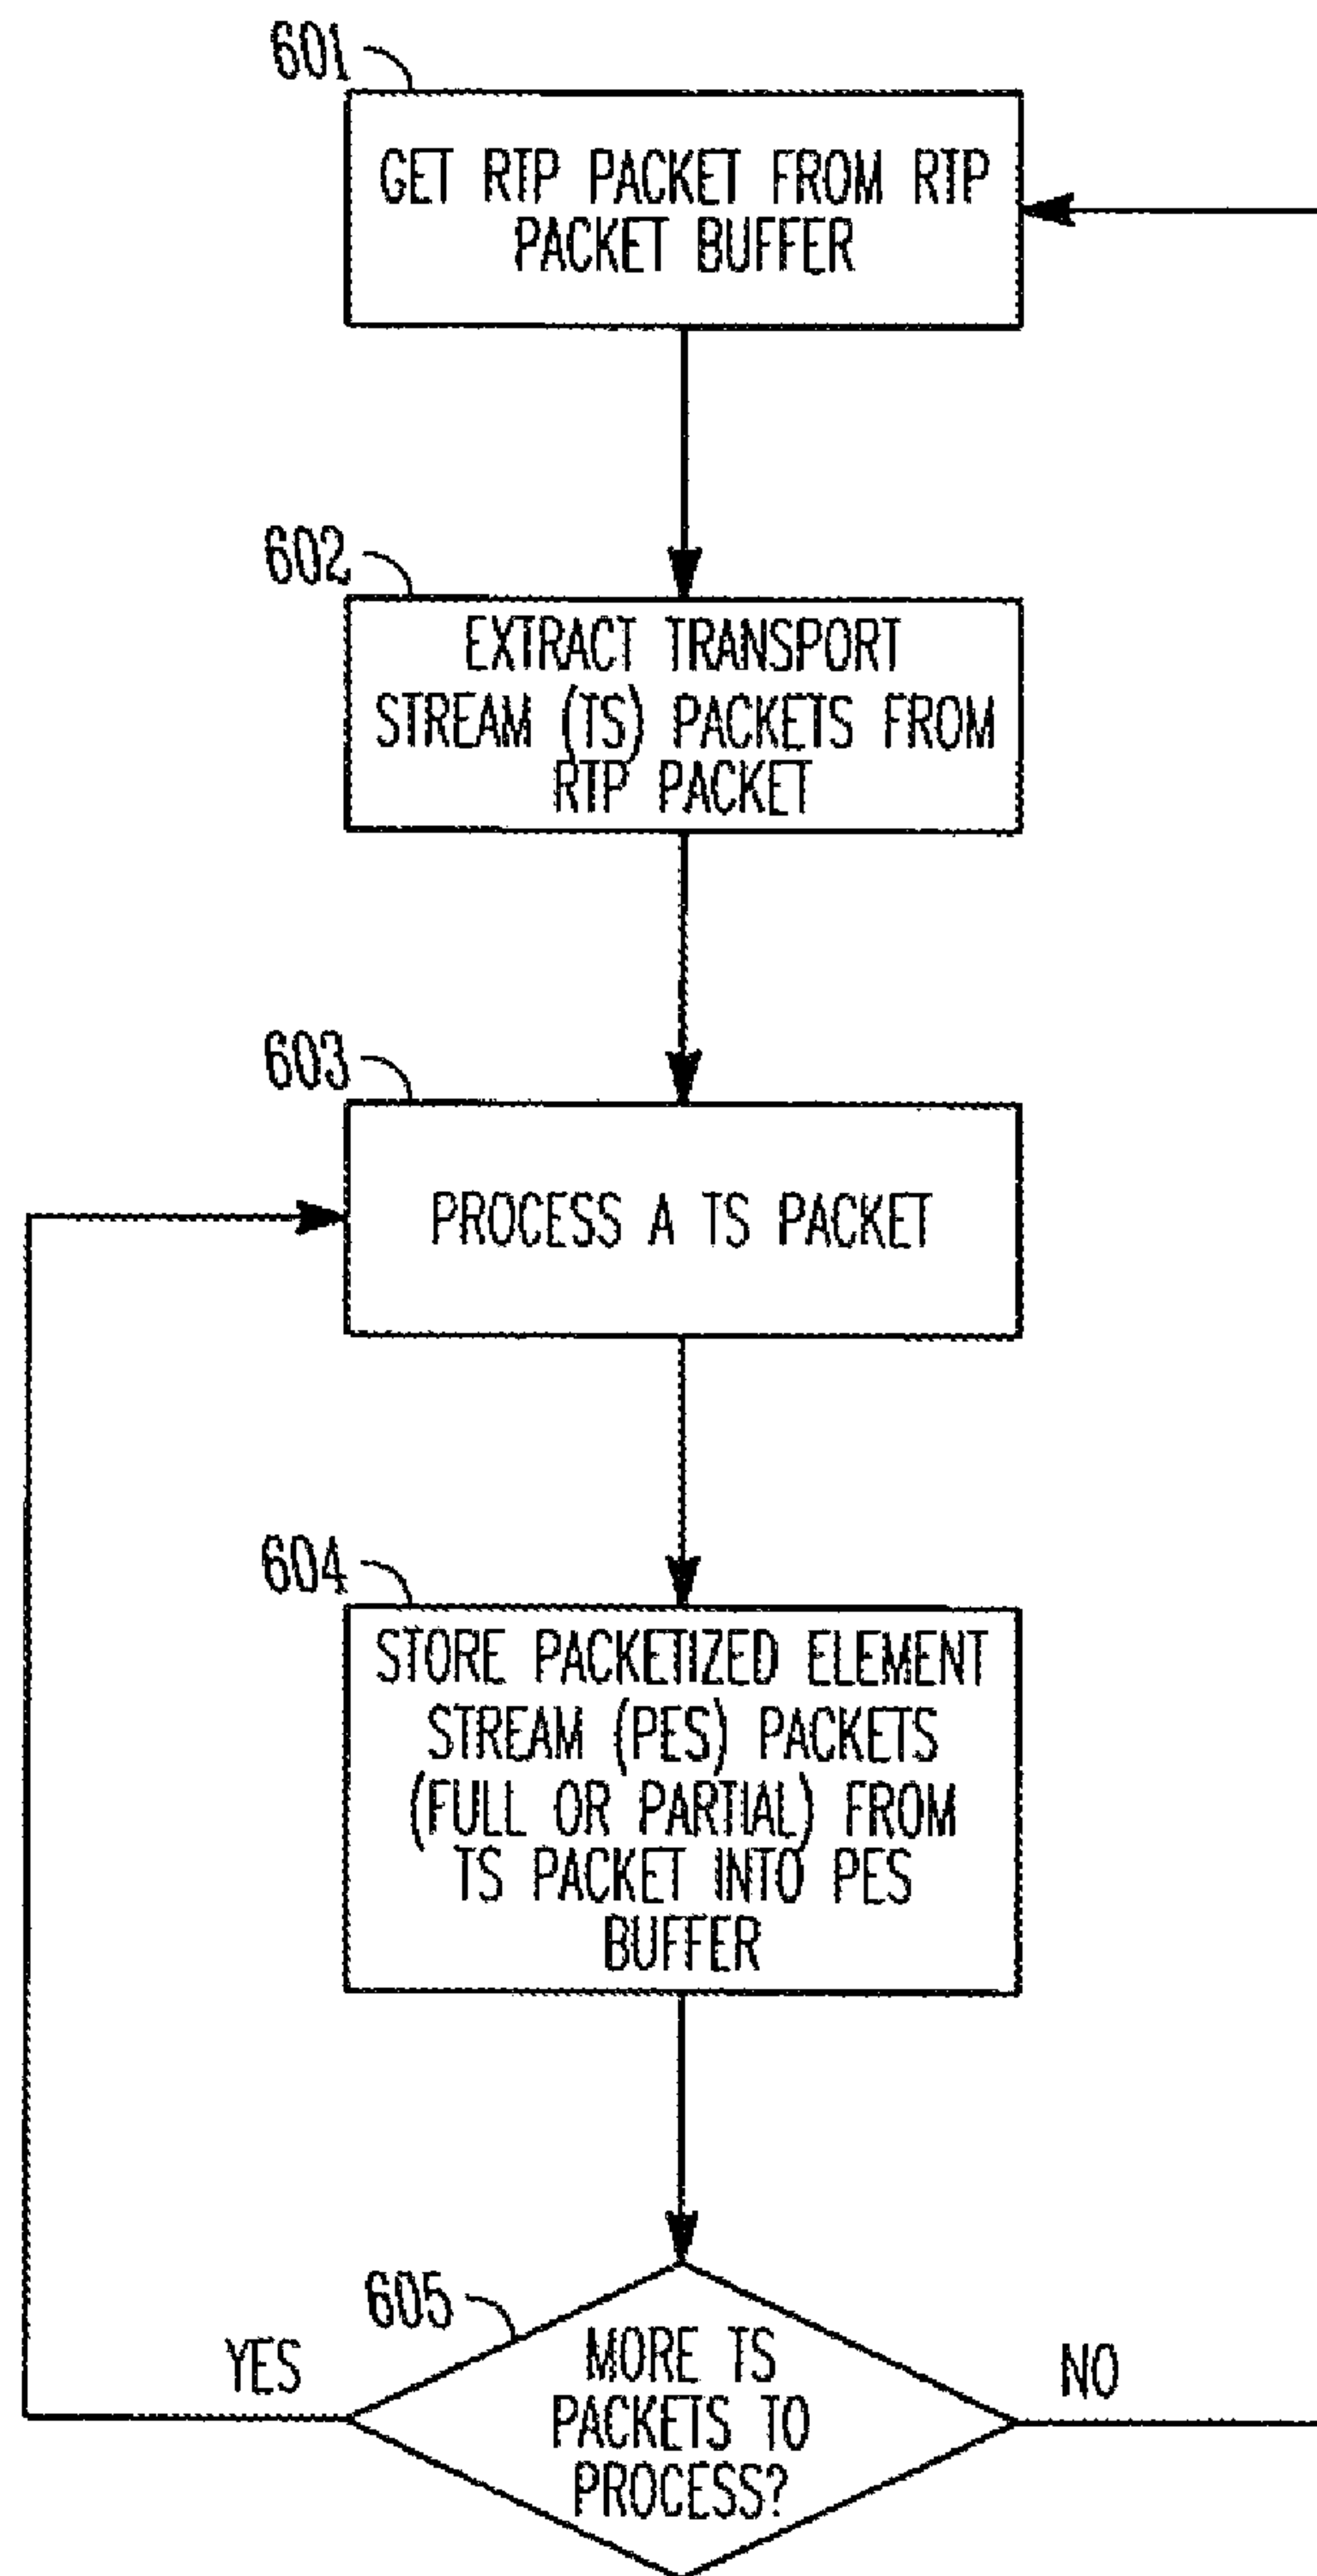 601
GET RTP PACKET FROM RTP
PACKET BUFFER
602
EXTRACT TRANSPORT
STREAM (TS) PACKETS FROM
RTP PACKET
603
PROCESS A TS PACKET
604
STORE PACKETIZED ELEMENT
STREAM (PES) PACKETS
(FULL OR PARTIAL) FROM
TS PACKET INTO PES
BUFFER
605
YES
MORE TS
PACKETS TO
PROCESS?
NO